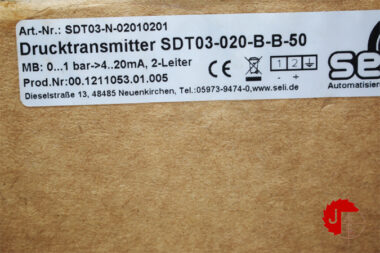 Art.-Nr.: SDT03-N-02010201
Drucktransmitter SDT03-020-B-B-50
MB: 0...1 bar->4..20mA, 2-Leiter
CE
1 2
Prod.Nr:00.1211053.01.005
Dieselstraße 13, 48485 Neuenkirchen, Tel.:05973-9474-0,www.seli.de